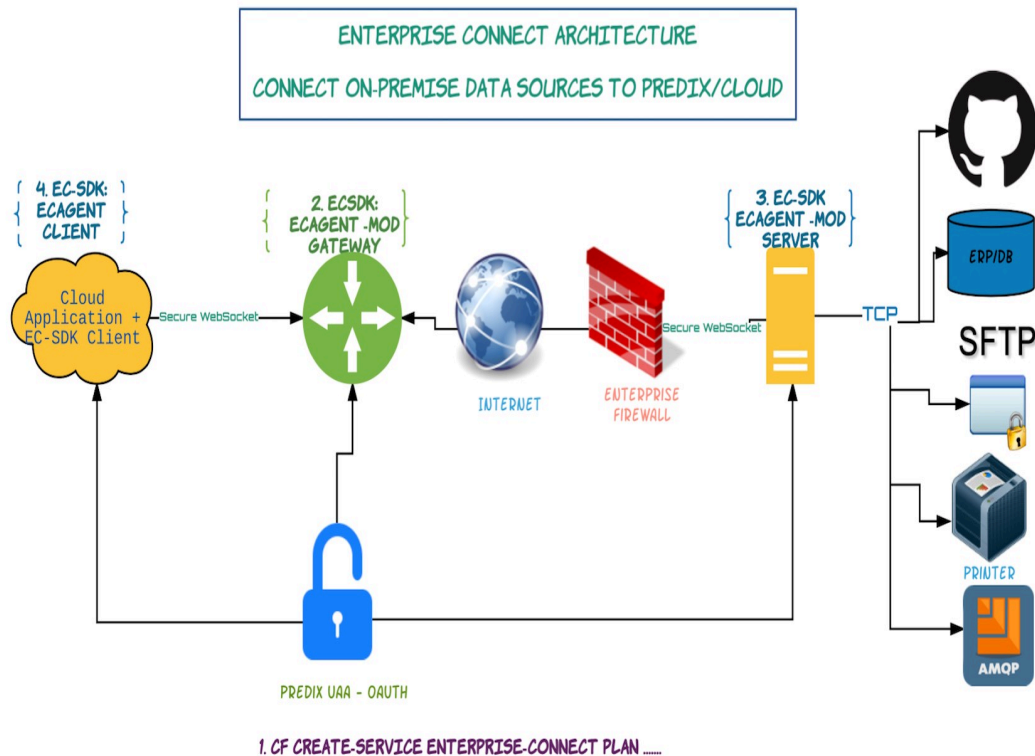 ENTERPRISE CONNECT ARCHITECTURE
CONNECT ON-PREMISE DATA SOURCES TO PREDIX/CLOUD
4. EC-SDK:
ECAGENT
CLIENT
2. ECSDK:
ECAGENT -MOD
GATEWAY
3. EC-SDK
ECAGENT -MOD
SERVER
ERP/DB
Cloud
Application +
EC-SDK Client
Secure WebSocket
Secure WebSocket
TCP
SFTP
INTERNET
ENTERPRISE
FIREWALL
PRINTER
AMQP
PREDIX UAA - OAUTH
1. CF CREATE-SERVICE ENTERPRISE-CONNECT PLAN ......